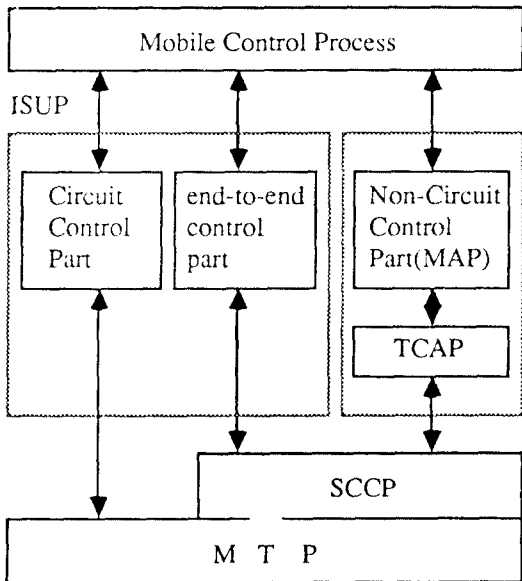 Mobile Control Process
ISUP
Circuit
Control
Part
end-to-end
control
part
Non-Circuit
Control
Part(MAP)
TCAP
SCCP
M T P